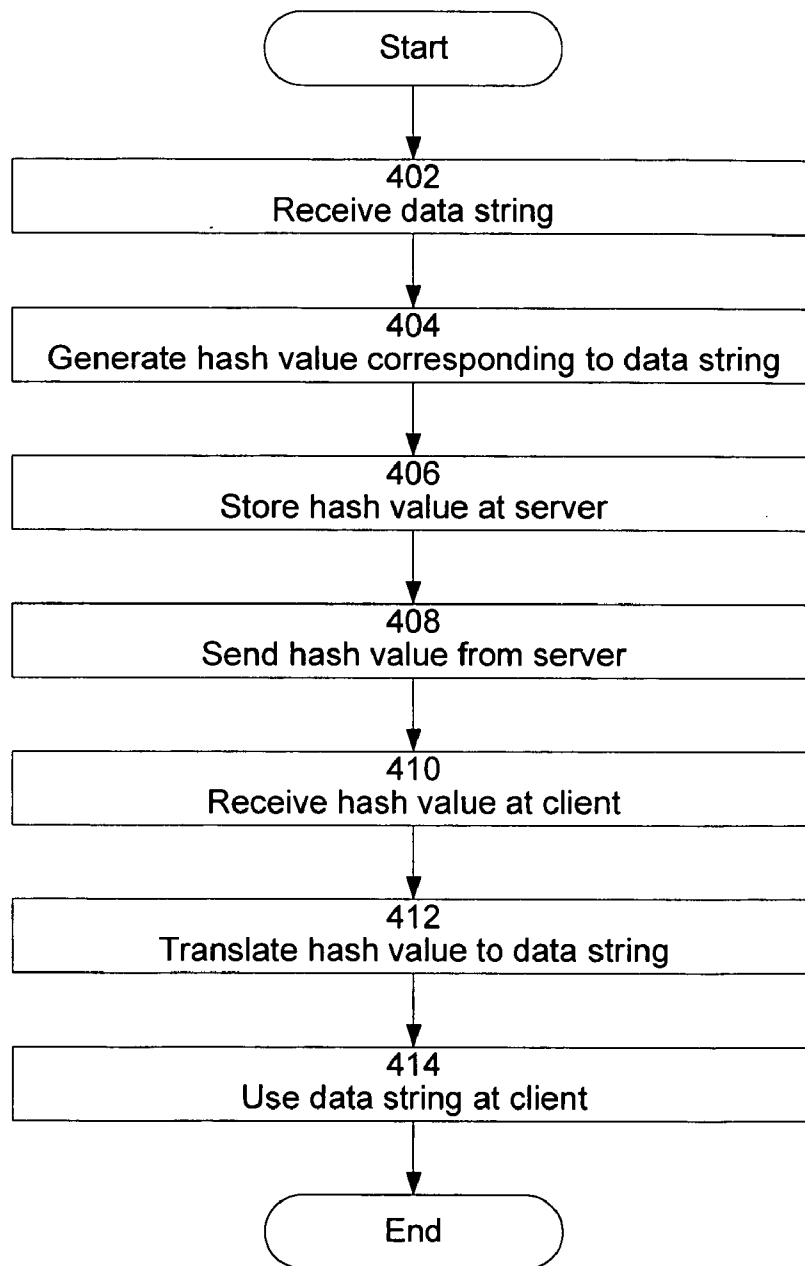 Start
402
Receive data string
404
Generate hash value corresponding to data string
406
Store hash value at server
408
Send hash value from server
410
Receive hash value at client
412
Translate hash value to data string
414
Use data string at client
End